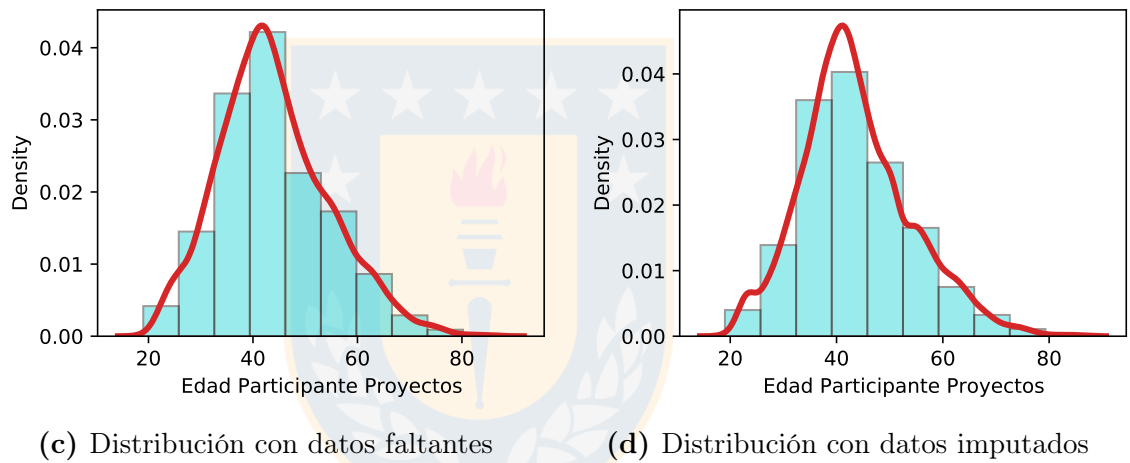 0.04
0.03
0.02
0.01
0.00
Density
20 40 60 80
Edad Participante Proyectos
(c) Distribución con datos faltantes
0.04
0.03
0.02
0.01
0.00
Density
20 40 60 80
Edad Participante Proyectos
(d) Distribución con datos imputados